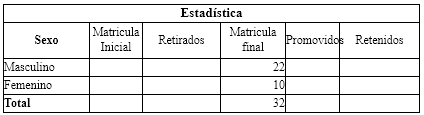 Estadística
Sexo Matricula Inicial Retirados Matricula final Promovidos Retenidos
Masculino 22
Femenino 10
Total 32